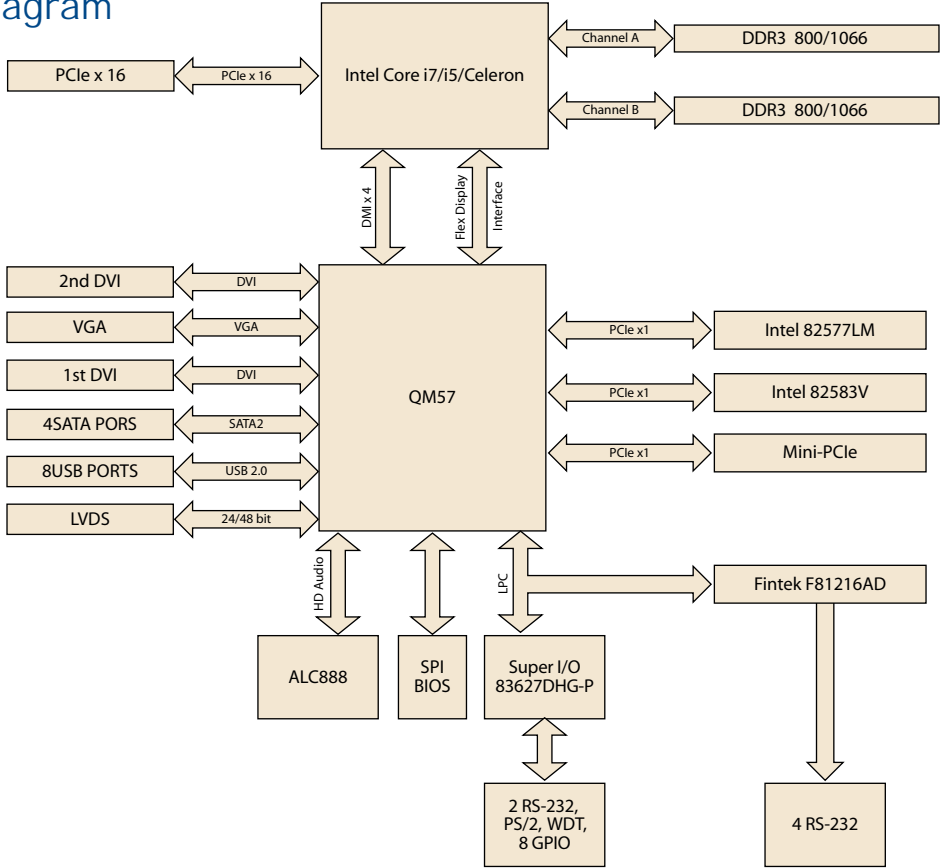 agram
PCIe x 16
PCIe x 16
Intel Core i7/i5/Celeron
Channel A
DDR3 800/1066
Channel B
DDR3 800/1066
DMI x 4
Flex Display
Interface
2nd DVI
DVI
VGA
VGA
1st DVI
DVI
4SATA PORS
SATA2
8USB PORTS
USB 2.0
LVDS
24/48 bit
QM57
PCIe x1
Intel 82577LM
PCIe x1
Intel 82583V
PCIe x1
Mini-PCIe
HD Audio
LPC
Fintek F81216AD
ALC888
SPI
BIOS
Super I/O
83627DHG-P
2 RS-232,
PS/2, WDT,
8 GPIO
4 RS-232